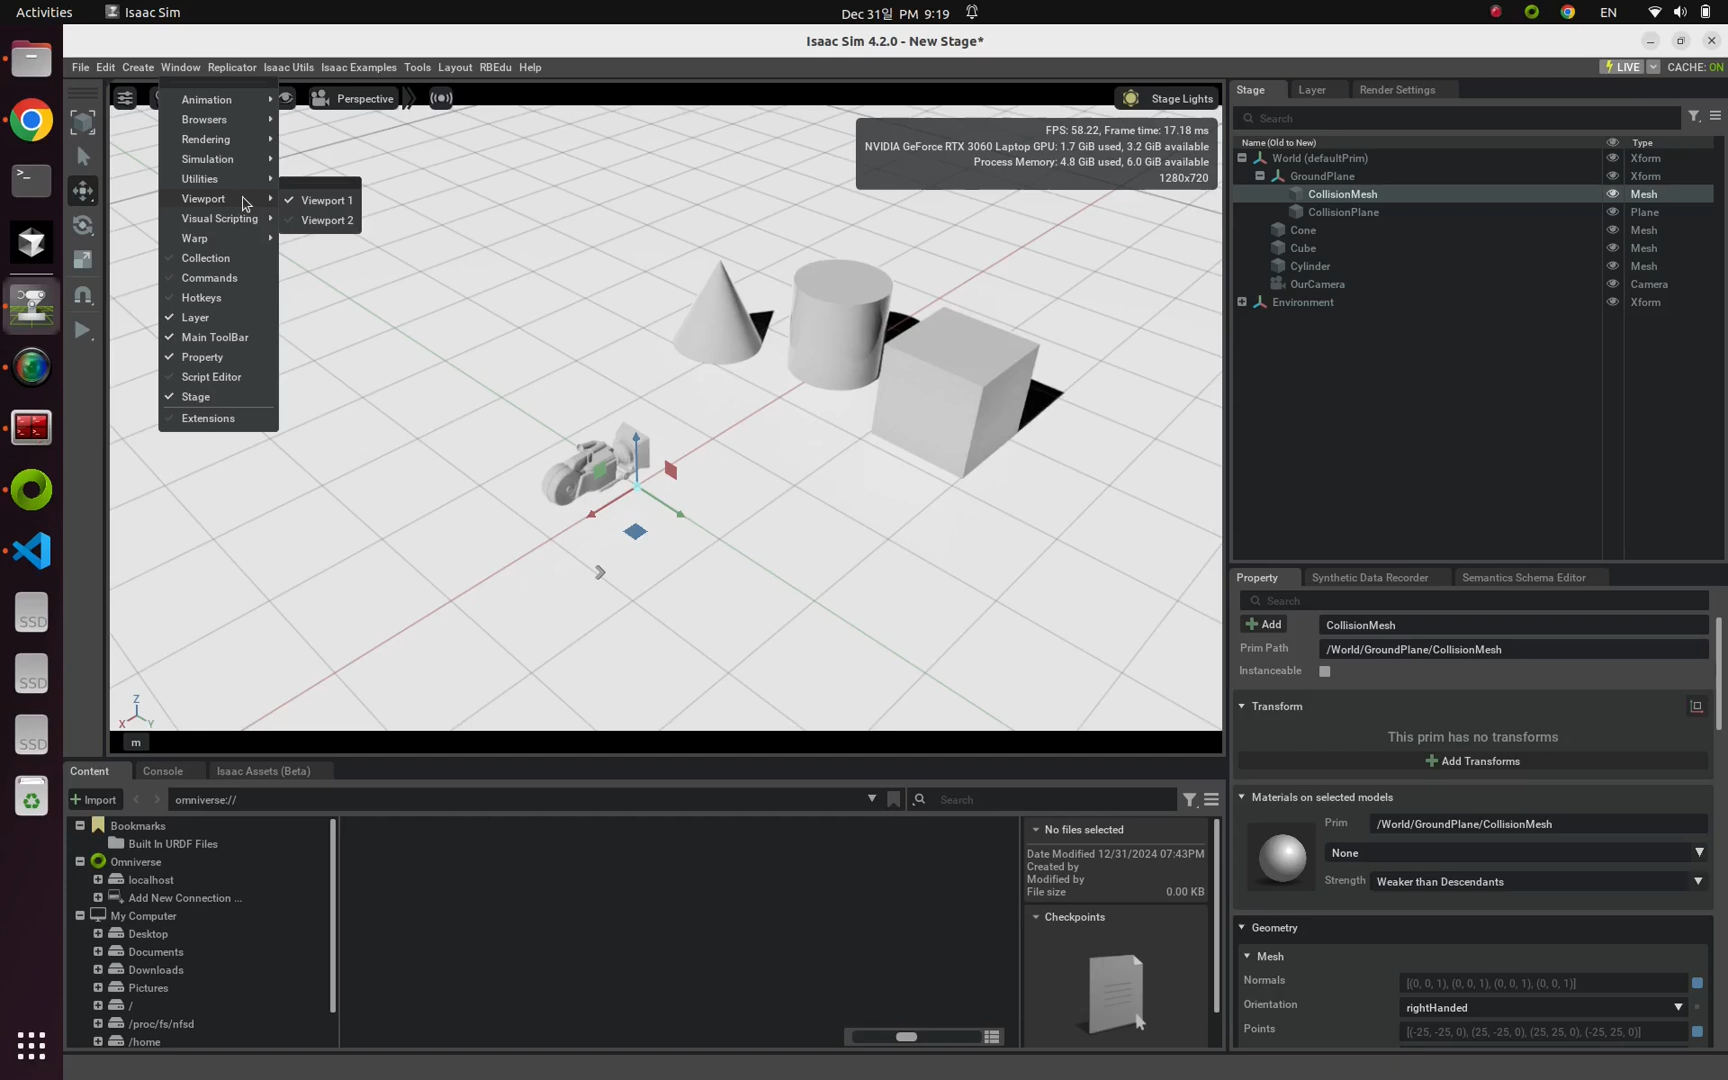 Activities
Isaac Sim
Dec 31일 PM 9:19
EN
Isaac Sim 4.2.0 - New Stage*
File Edit Create Window Replicator Isaac Utils Isaac Examples Tools Layout RBEdu Help
LIVE
CACHE: ON
Animation
Browsers
Rendering
Simulation
Utilities
Viewport
Visual Scripting
Warp
Collection
Commands
Hotkeys
Layer
Main ToolBar
Property
Script Editor
Stage
Extensions
Viewport 1
Viewport 2
Perspective
Stage Lights
FPS: 58.22, Frame time: 17.18 ms
NVIDIA GeForce RTX 3060 Laptop GPU: 1.7 GiB used, 3.2 GiB available
Process Memory: 4.8 GiB used, 6.0 GiB available
1280x720
Z
X
Y
m
Stage Layer Render Settings
Search
Name (Old to New) Type
World (defaultPrim) Xform
GroundPlane Xform
CollisionMesh Mesh
CollisionPlane Plane
Cone Mesh
Cube Mesh
Cylinder Mesh
OurCamera Camera
Environment Xform
Property Synthetic Data Recorder Semantics Schema Editor
Search
Add CollisionMesh
Prim Path /World/GroundPlane/CollisionMesh
Instanceable
Transform
This prim has no transforms
Add Transforms
Materials on selected models
Prim /World/GroundPlane/CollisionMesh
None
Strength Weaker than Descendants
Geometry
Mesh
Normals [(0, 0, 1), (0, 0, 1), (0, 0, 1), (0, 0, 1)]
Orientation rightHanded
Points [(-25, -25, 0), (25, -25, 0), (25, 25, 0), (-25, 25, 0)]
Content Console Isaac Assets (Beta)
Import omniverse:// Search
Bookmarks
Built In URDF Files
Omniverse
localhost
Add New Connection ...
My Computer
Desktop
Documents
Downloads
Pictures
/
/proc/fs/nfsd
/home
No files selected
Date Modified 12/31/2024 07:43PM
Created by
Modified by
File size 0.00 KB
Checkpoints
SSD
SSD
SSD